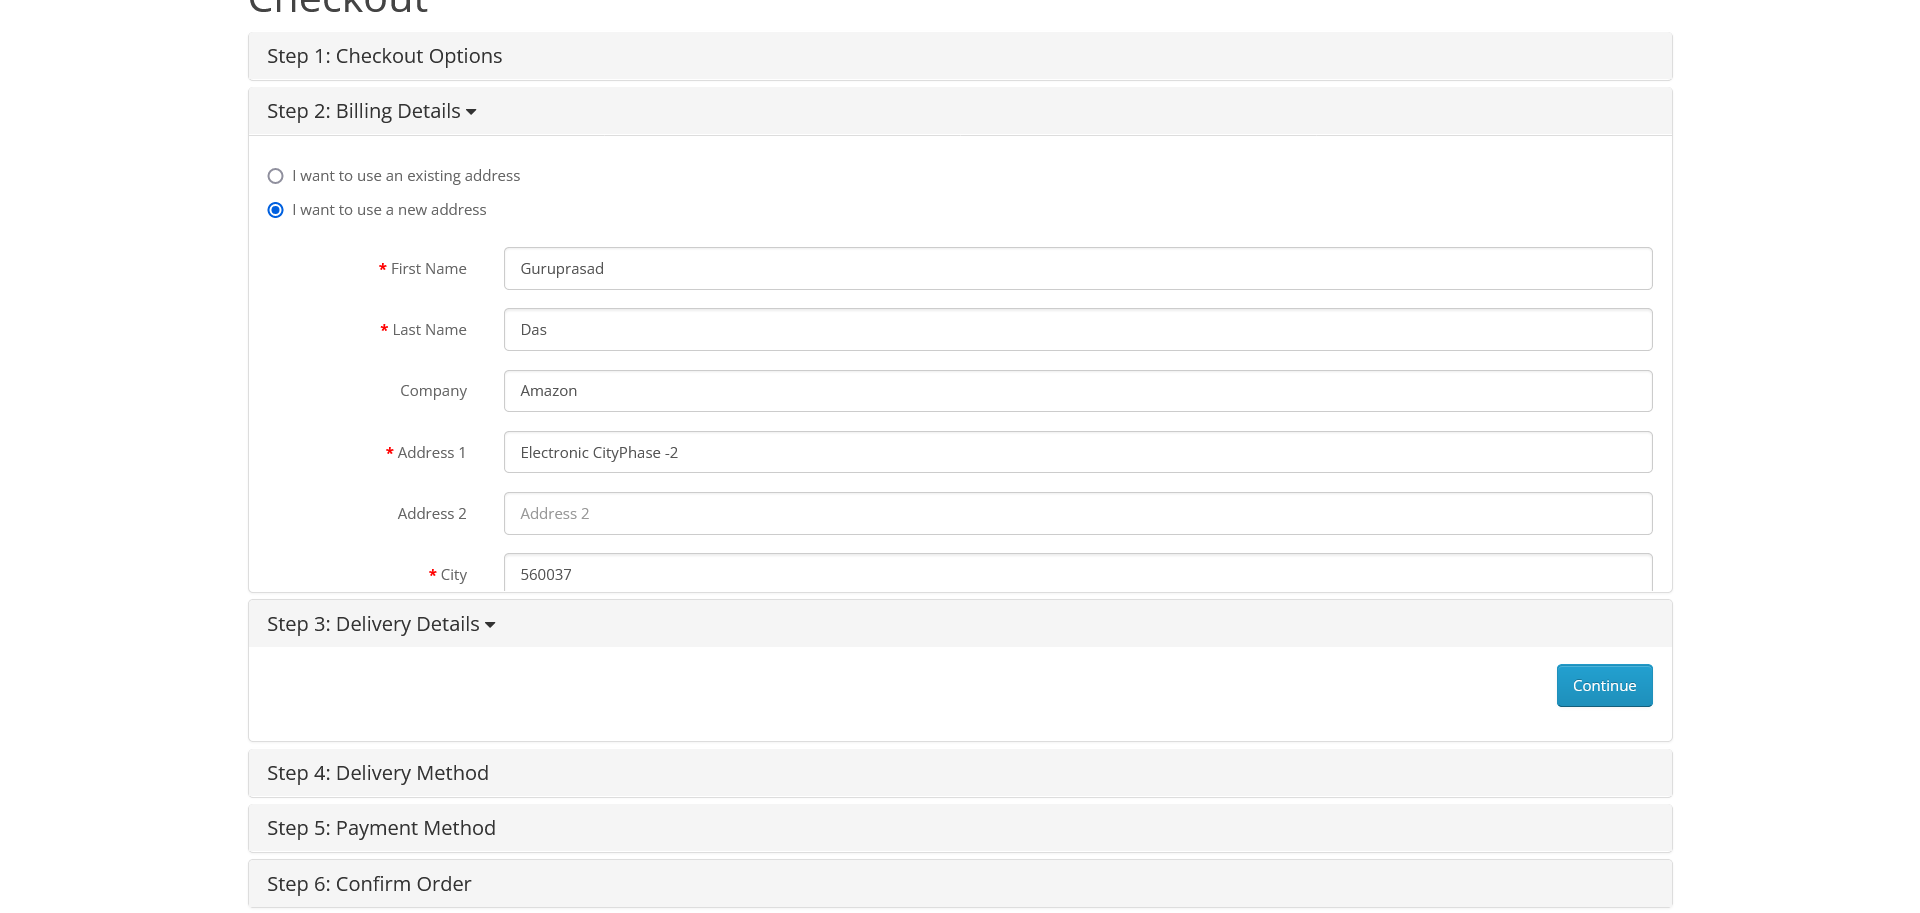 Checkout
Step 1: Checkout Options
Step 2: Billing Details
I want to use an existing address
I want to use a new address
* First Name
Guruprasad
* Last Name
Das
Company
Amazon
* Address 1
Electronic CityPhase -2
Address 2
Address 2
* City
560037
Step 3: Delivery Details
Continue
Step 4: Delivery Method
Step 5: Payment Method
Step 6: Confirm Order